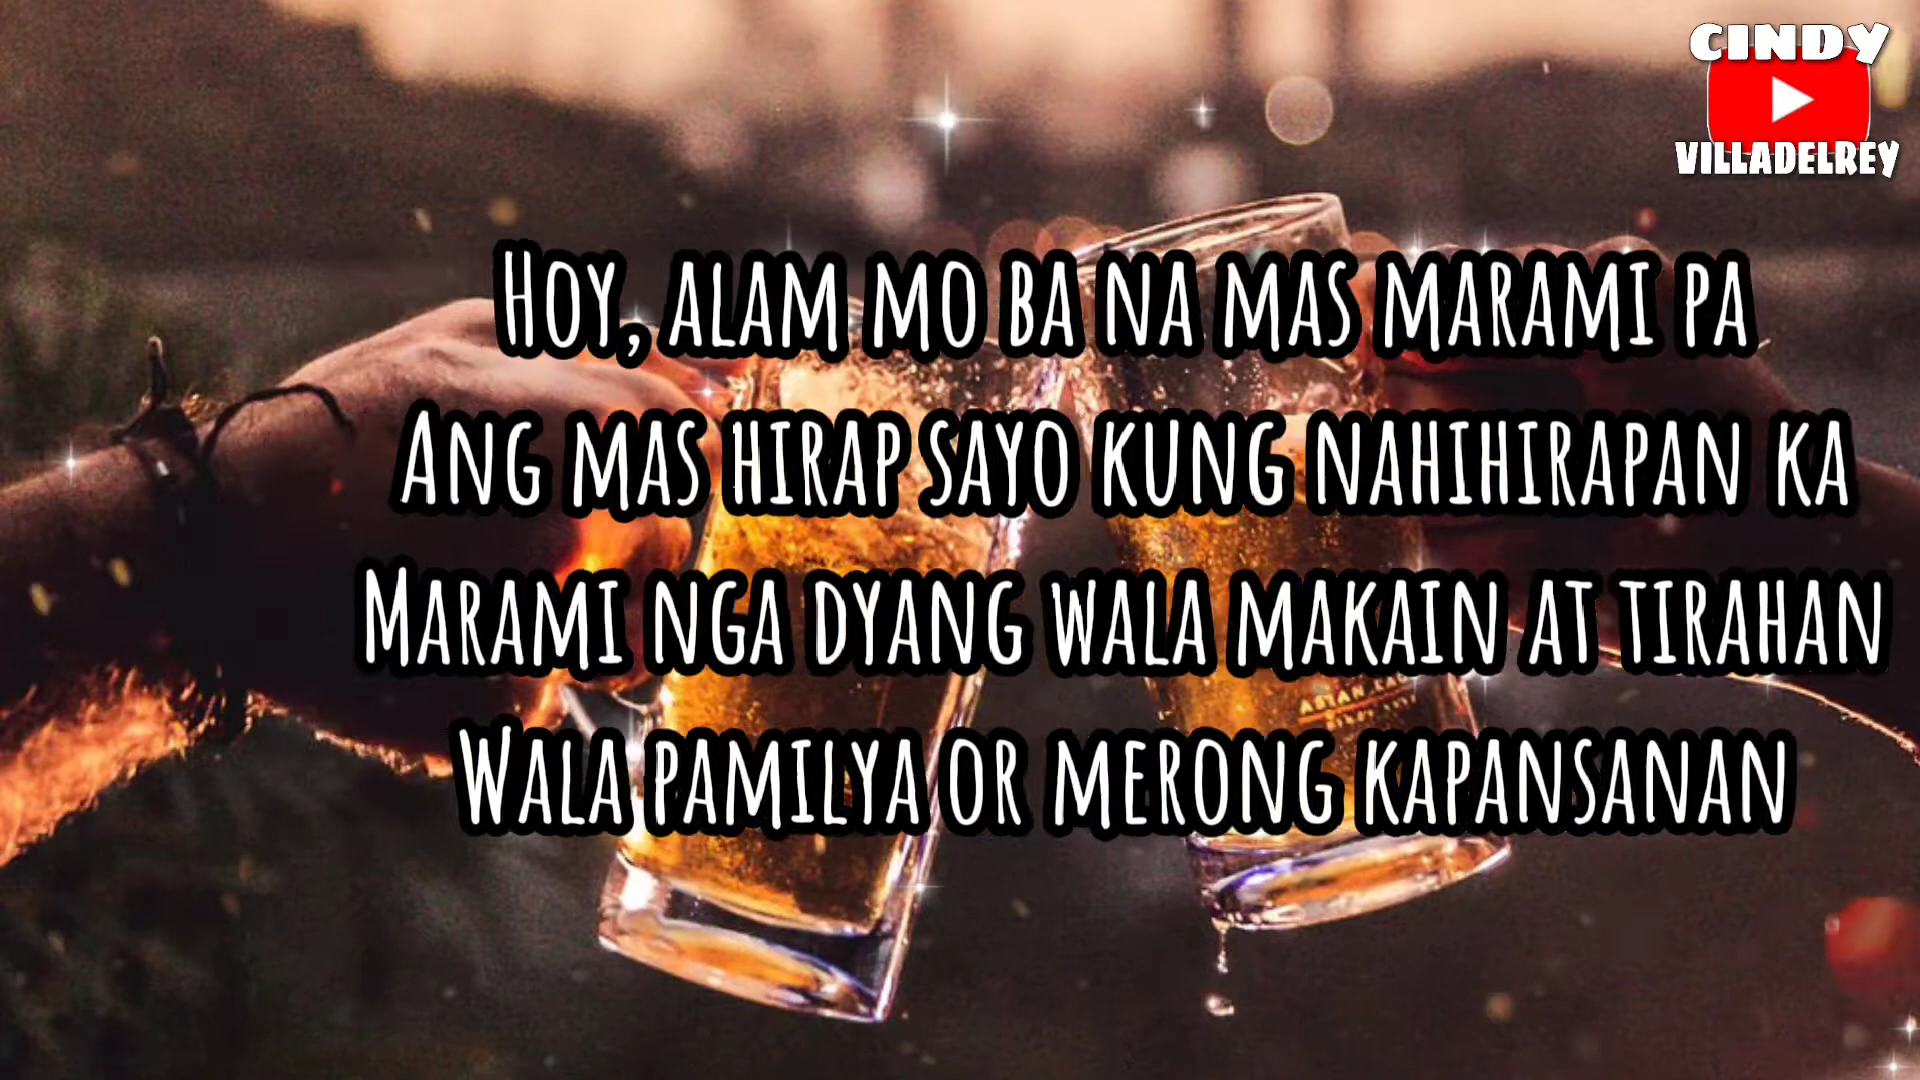 CINDY
VILLADELREY
Hoy, alam mo ba na mas marami pa
Ang mas hirap sayo kung nahihirapan ka
Marami nga dyang wala makain at tirahan
Wala pamilya or merong kapansanan